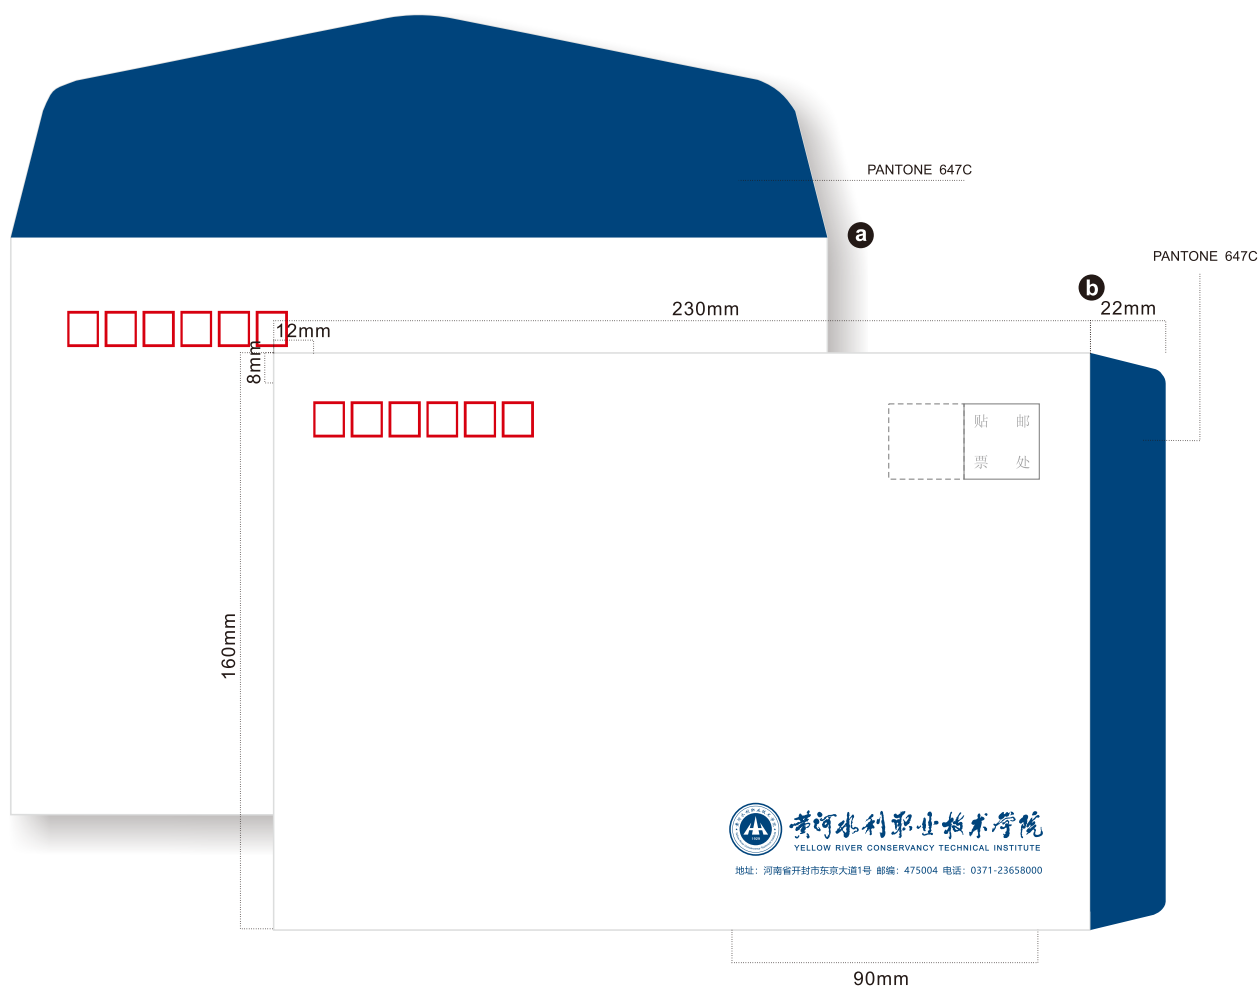 PANTONE 647C
a
PANTONE 647C
b
230mm
22mm
12mm
8mm
贴 邮
票 处
160mm
黄河水利职业技术学院
YELLOW RIVER CONSERVANCY TECHNICAL INSTITUTE
地址：河南省开封市东京大道1号 邮编：475004 电话：0371-23658000
90mm